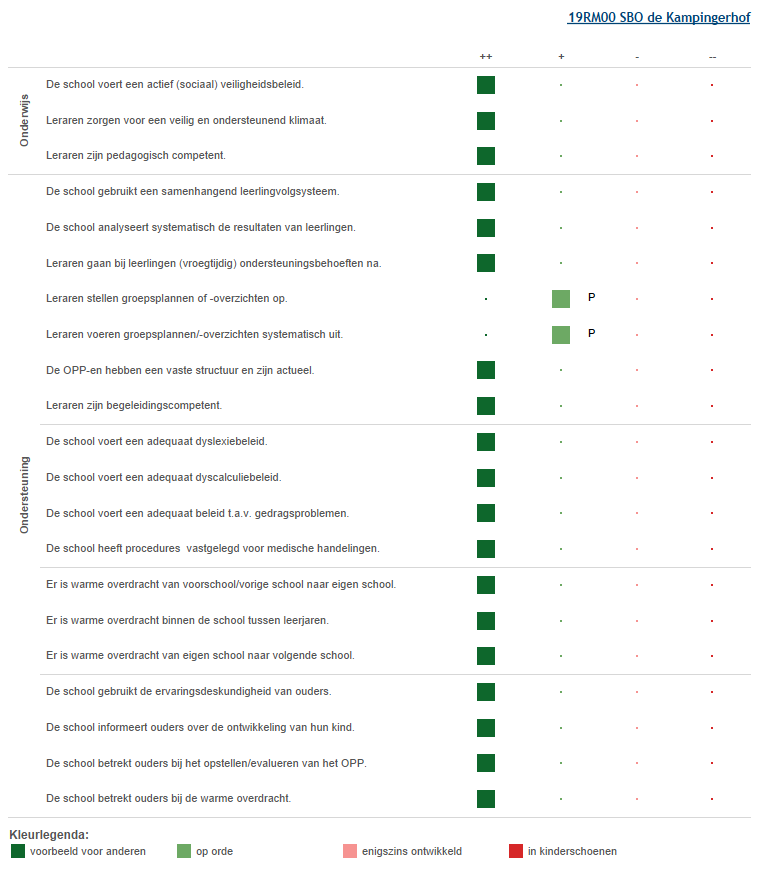 19RM00 SBO de Kampingerhof
++ + - --
Onderwijs
De school voert een actief (sociaal) veiligheidsbeleid.
Leraren zorgen voor een veilig en ondersteunend klimaat.
Leraren zijn pedagogisch competent.
Ondersteuning
De school gebruikt een samenhangend leerlingvolgsysteem.
De school analyseert systematisch de resultaten van leerlingen.
Leraren gaan bij leerlingen (vroegtijdig) ondersteuningsbehoeften na.
Leraren stellen groepsplannen of -overzichten op. P
Leraren voeren groepsplannen/-overzichten systematisch uit. P
De OPP-en hebben een vaste structuur en zijn actueel.
Leraren zijn begeleidingscompetent.
De school voert een adequaat dyslexiebeleid.
De school voert een adequaat dyscalculiebeleid.
De school voert een adequaat beleid t.a.v. gedragsproblemen.
De school heeft procedures  vastgelegd voor medische handelingen.
Er is warme overdracht van voorschool/vorige school naar eigen school.
Er is warme overdracht binnen de school tussen leerjaren.
Er is warme overdracht van eigen school naar volgende school.
De school gebruikt de ervaringsdeskundigheid van ouders.
De school informeert ouders over de ontwikkeling van hun kind.
De school betrekt ouders bij het opstellen/evalueren van het OPP.
De school betrekt ouders bij de warme overdracht.
Kleurlegenda:
voorbeeld voor anderen op orde enigszins ontwikkeld in kinderschoenen